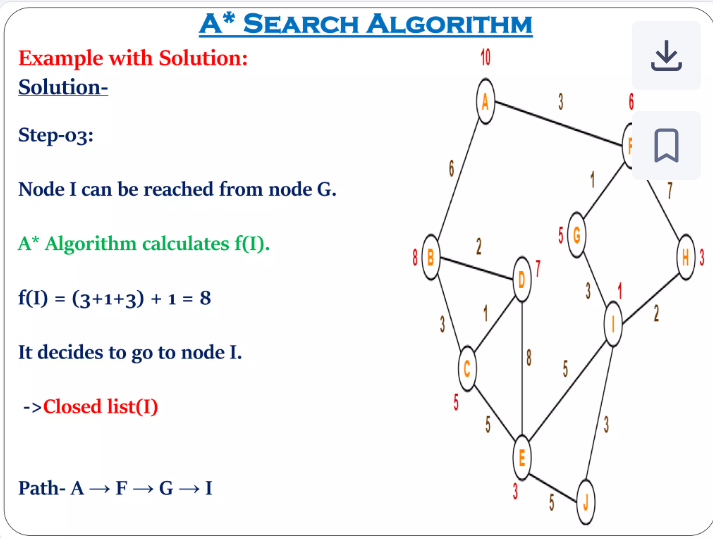 A* SEARCH ALGORITHM
Example with Solution:
Solution-
Step-03:
Node I can be reached from node G.
A* Algorithm calculates f(I).
f(I) = (3+1+3) + 1 = 8
It decides to go to node I.
->Closed list(I)
Path- A → F → G → I
10
A
3
6
F
6
1
7
5
G
8
B
2
D
7
H
3
3
1
I
2
3
1
C
8
5
5
5
3
E
3
5
J